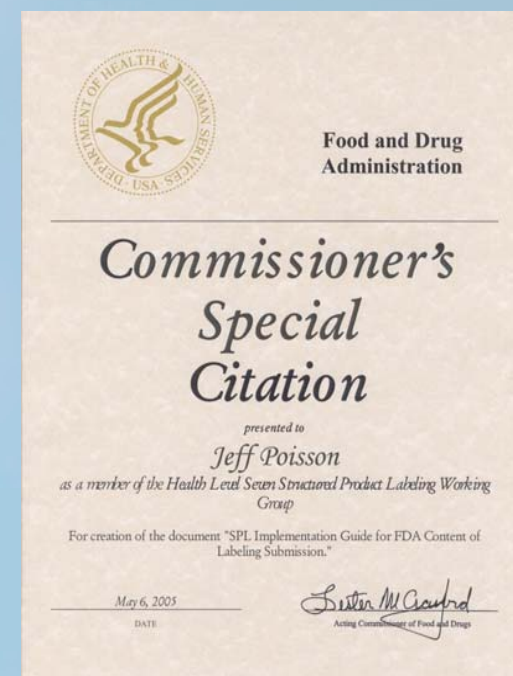 DEPARTMENT OF HEALTH & HUMAN SERVICES · USA
Food and Drug
Administration
Commissioner's
Special
Citation
presented to
Jeff Poisson
as a member of the Health Level Seven Structured Product Labeling Working
Group
For creation of the document "SPL Implementation Guide for FDA Content of
Labeling Submission."
May 6, 2005
Lester M Crawford
DATE
Acting Commissioner of Food and Drugs